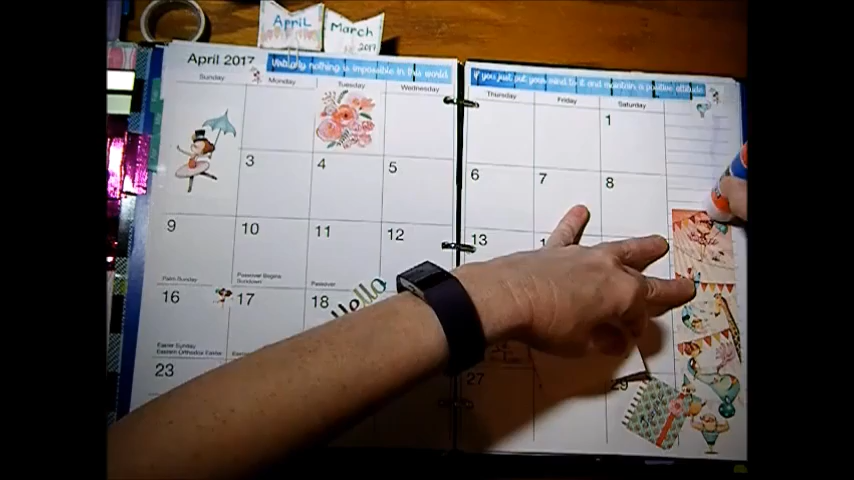 April
March
2017
April 2017
nothing is impossible in this world
If you just put your mind to it and maintain a positive attitude
Sunday
Monday
Tuesday
Wednesday
Thursday
Friday
Saturday
1
3
4
5
6
7
8
9
10
11
12
13
Palm Sunday
Passover Begins
Sundown
Passover
16
17
18
Hello
Easter Sunday
Eastern Orthodox Easter
23
27
29